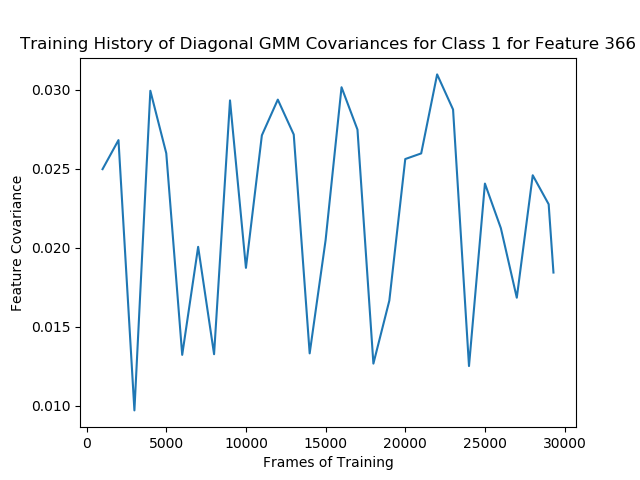 Training History of Diagonal GMM Covariances for Class 1 for Feature 366
0.030
0.025
0.020
0.015
0.010
Feature Covariance
0 5000 10000 15000 20000 25000 30000
Frames of Training